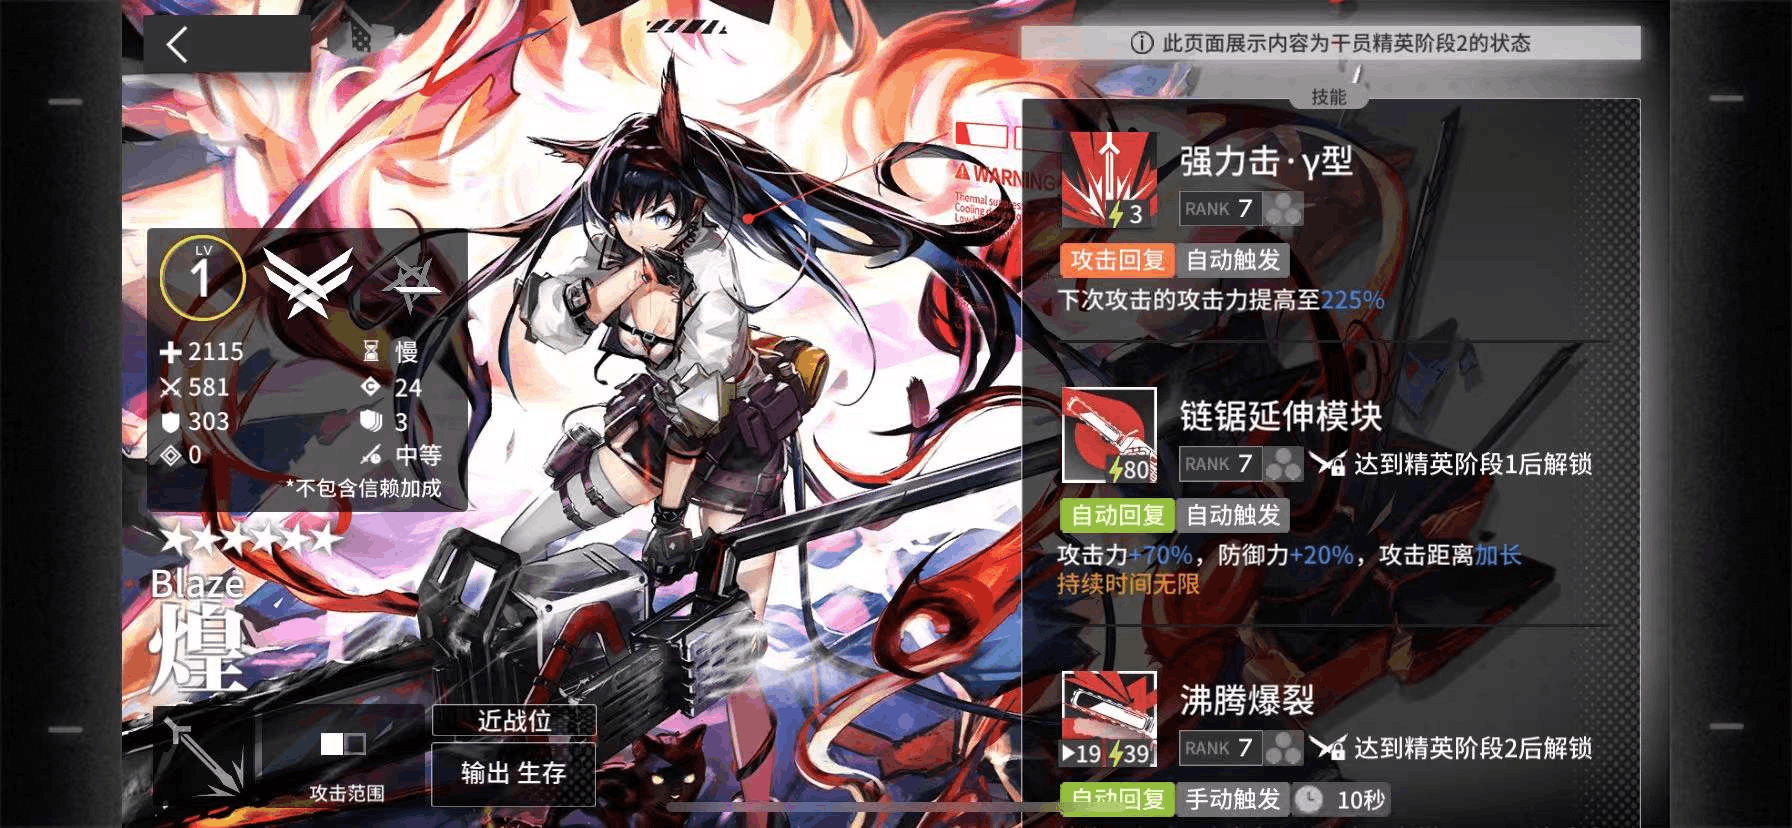 此页面展示内容为干员精英阶段2的状态
技能
WARNING
LV
1
2115
慢
581
24
303
3
0
中等
*不包含信赖加成
Blaze
煌
攻击范围
近战位
输出 生存
强力击·γ型
3
RANK 7
攻击回复 自动触发
下次攻击的攻击力提高至225%
链锯延伸模块
80
RANK 7 达到精英阶段1后解锁
自动回复 自动触发
攻击力+70%，防御力+20%，攻击距离加长
持续时间无限
沸腾爆裂
19 39
RANK 7 达到精英阶段2后解锁
自动回复 手动触发 10秒